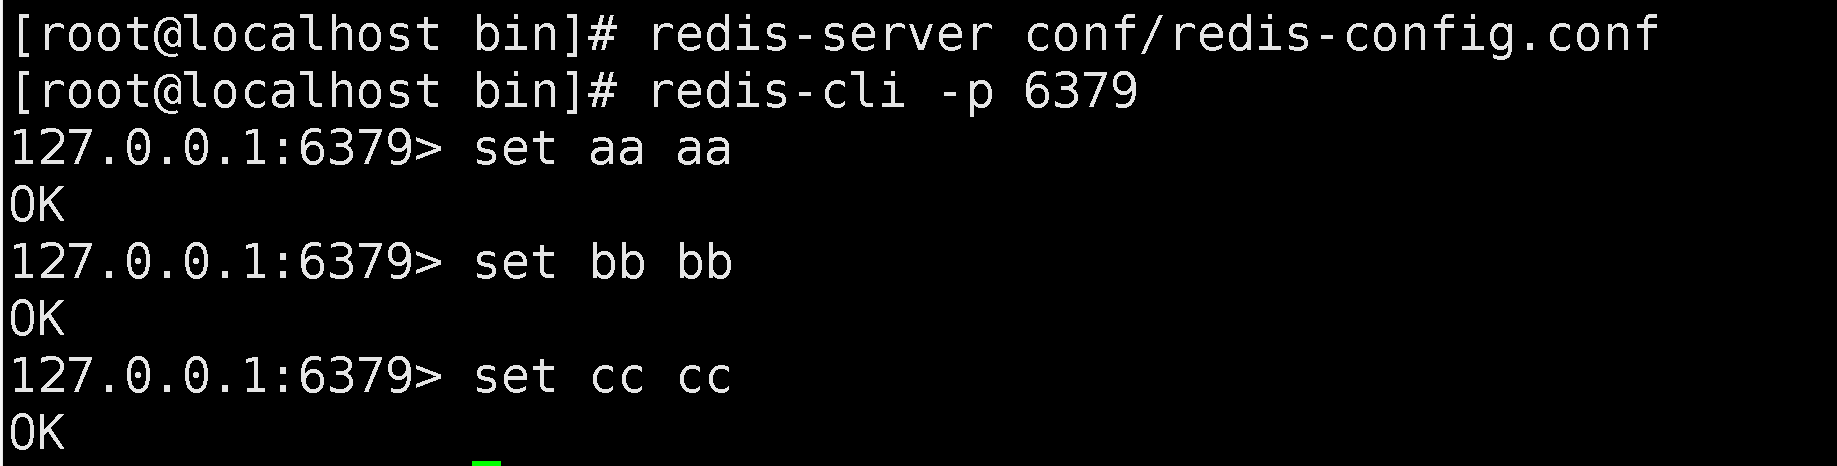 [root@localhost bin]# redis-server conf/redis-config.conf
[root@localhost bin]# redis-cli -p 6379
127.0.0.1:6379> set aa aa
OK
127.0.0.1:6379> set bb bb
OK
127.0.0.1:6379> set cc cc
OK